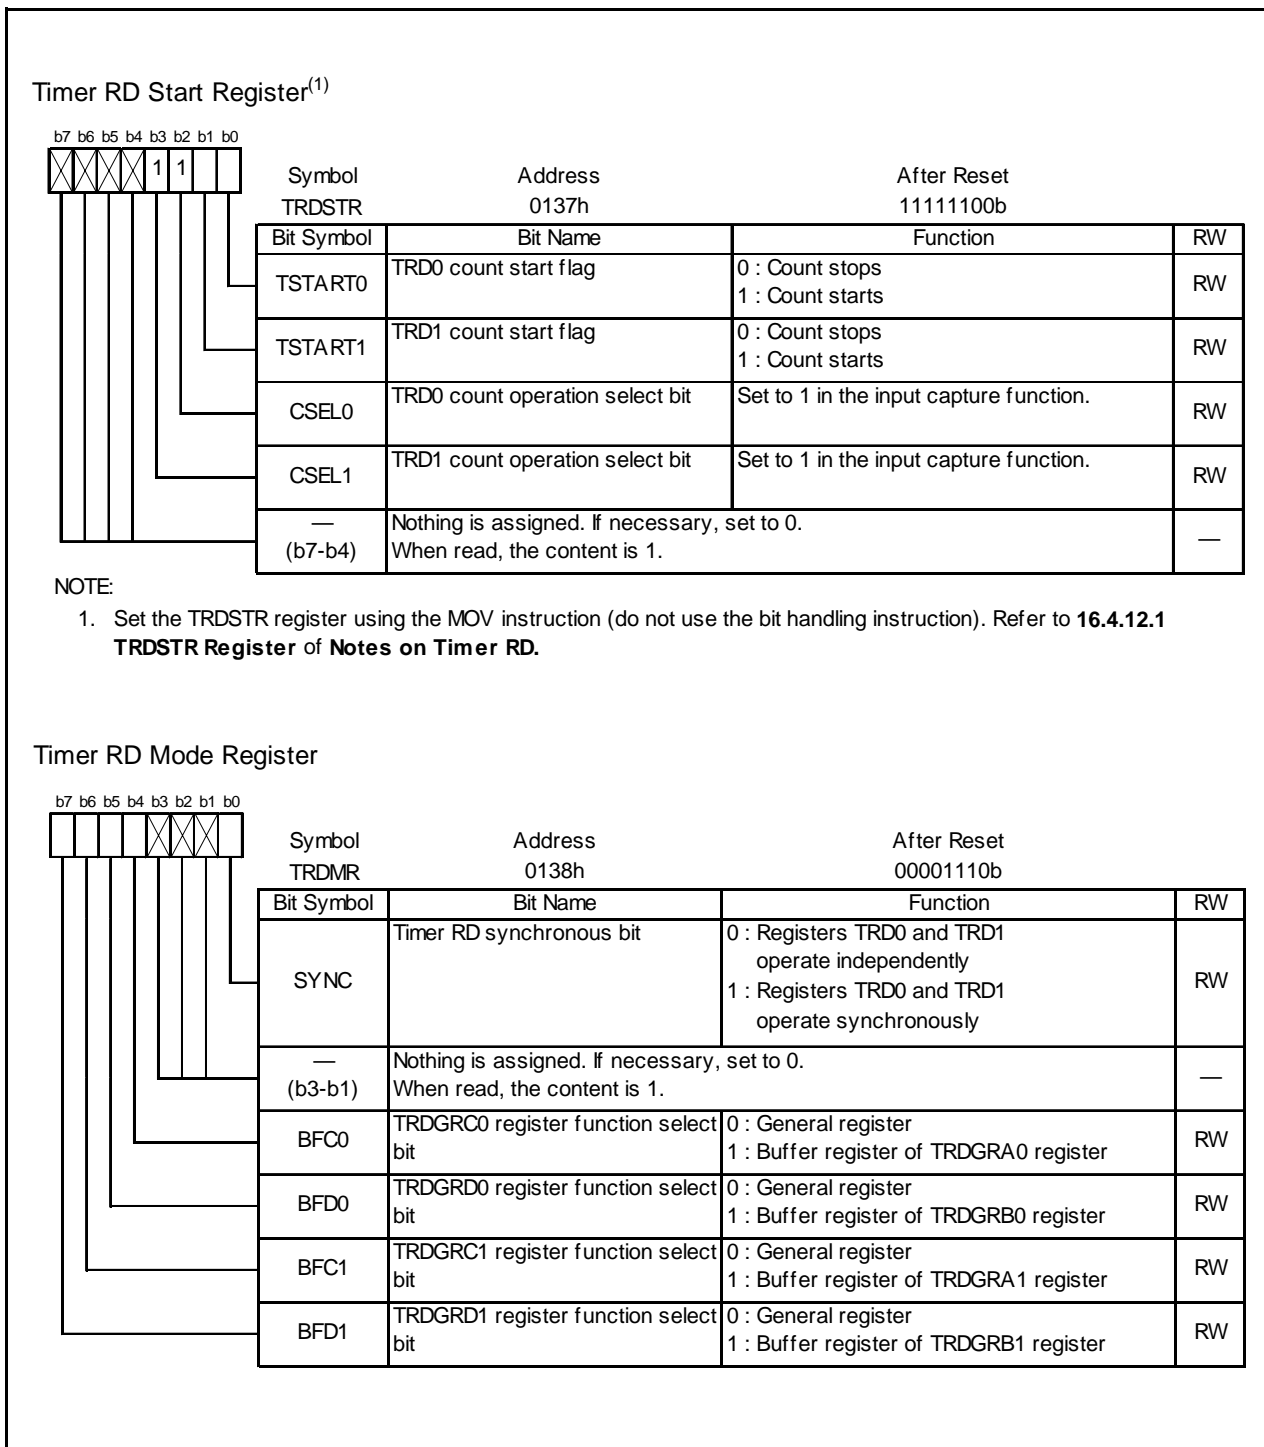 Timer RD Start Register(1)
b7 b6 b5 b4 b3 b2 b1 b0
1 1
Symbol Address After Reset
TRDSTR 0137h 11111100b
Bit Symbol Bit Name Function RW
TSTART0 TRD0 count start flag 0 : Count stops RW
1 : Count starts
TSTART1 TRD1 count start flag 0 : Count stops RW
1 : Count starts
CSEL0 TRD0 count operation select bit Set to 1 in the input capture function. RW
CSEL1 TRD1 count operation select bit Set to 1 in the input capture function. RW
— Nothing is assigned. If necessary, set to 0. —
(b7-b4) When read, the content is 1.
NOTE:
1. Set the TRDSTR register using the MOV instruction (do not use the bit handling instruction). Refer to 16.4.12.1
TRDSTR Register of Notes on Timer RD.
Timer RD Mode Register
b7 b6 b5 b4 b3 b2 b1 b0
Symbol Address After Reset
TRDMR 0138h 00001110b
Bit Symbol Bit Name Function RW
SYNC Timer RD synchronous bit 0 : Registers TRD0 and TRD1 RW
operate independently
1 : Registers TRD0 and TRD1
operate synchronously
— Nothing is assigned. If necessary, set to 0. —
(b3-b1) When read, the content is 1.
BFC0 TRDGRC0 register function select 0 : General register RW
bit 1 : Buffer register of TRDGRA0 register
BFD0 TRDGRD0 register function select 0 : General register RW
bit 1 : Buffer register of TRDGRB0 register
BFC1 TRDGRC1 register function select 0 : General register RW
bit 1 : Buffer register of TRDGRA1 register
BFD1 TRDGRD1 register function select 0 : General register RW
bit 1 : Buffer register of TRDGRB1 register